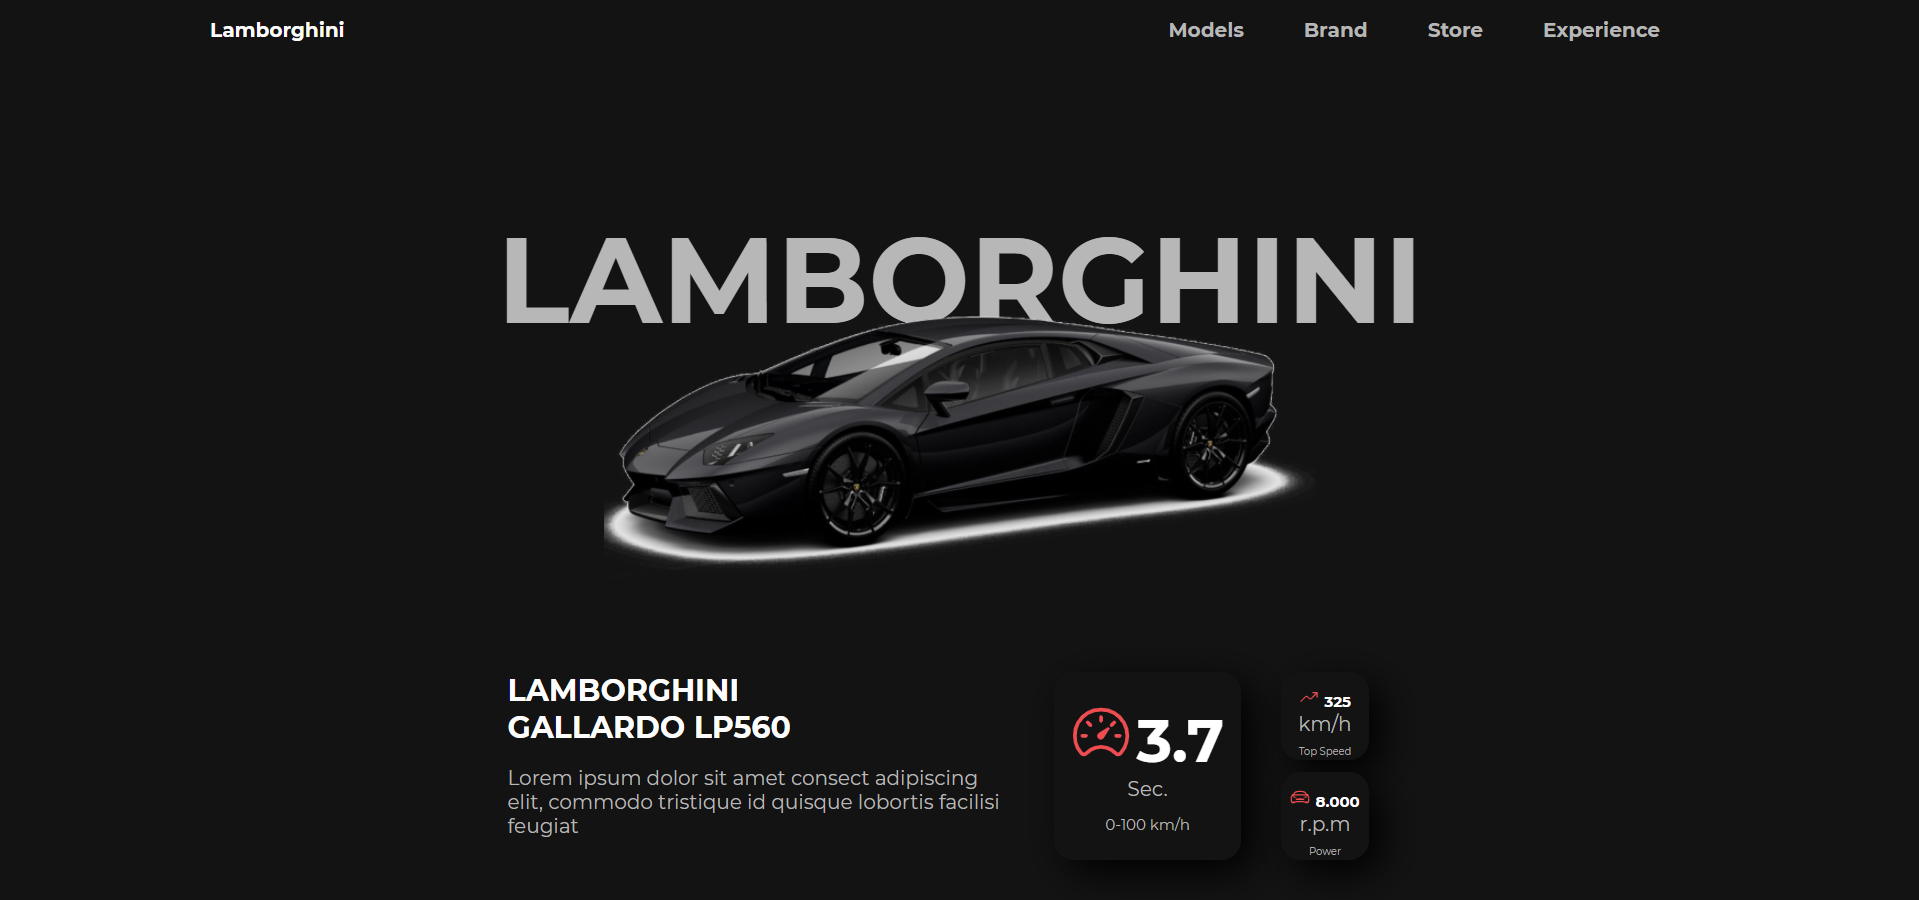 Lamborghini
Models
Brand
Store
Experience
LAMBORGHINI
LAMBORGHINI
GALLARDO LP560
Lorem ipsum dolor sit amet consect adipiscing
elit, commodo tristique id quisque lobortis facilisi
feugiat
3.7
Sec.
0-100 km/h
325
km/h
Top Speed
8.000
r.p.m
Power